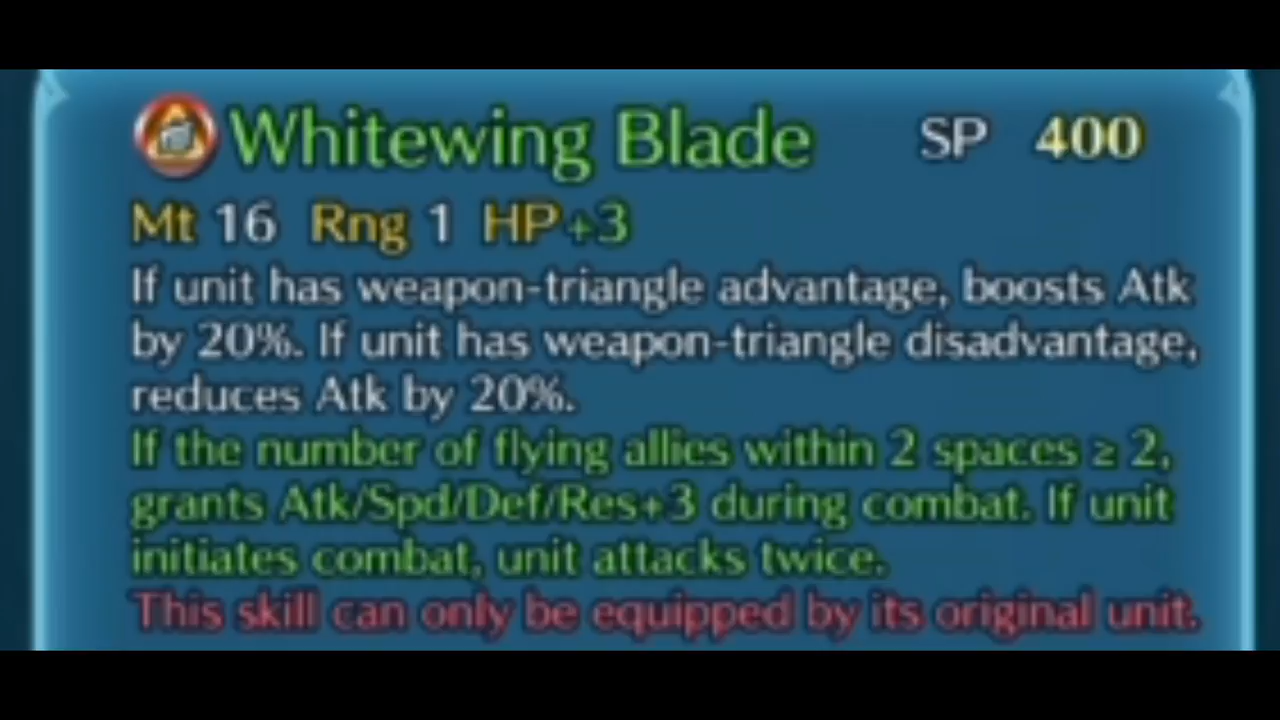 Whitewing Blade SP 400
Mt 16 Rng 1 HP+3
If unit has weapon-triangle advantage, boosts Atk
by 20%. If unit has weapon-triangle disadvantage,
reduces Atk by 20%.
If the number of flying allies within 2 spaces ≥ 2,
grants Atk/Spd/Def/Res+3 during combat. If unit
initiates combat, unit attacks twice.
This skill can only be equipped by its original unit.